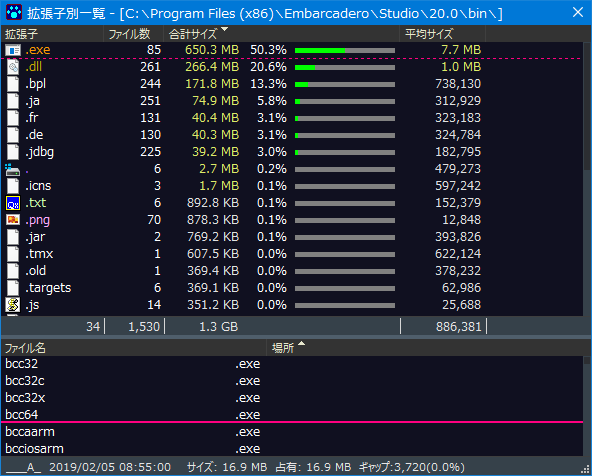 拡張子別一覧 - [C:\Program Files (x86)\Embarcadero\Studio\20.0\bin\]
拡張子 ファイル数 合計サイズ 平均サイズ
.exe 85 650.3 MB 50.3% 7.7 MB
.dll 261 266.4 MB 20.6% 1.0 MB
.bpl 244 171.8 MB 13.3% 738,130
.ja 251 74.9 MB 5.8% 312,929
.fr 131 40.4 MB 3.1% 323,183
.de 130 40.3 MB 3.1% 324,784
.jdbg 225 39.2 MB 3.0% 182,795
. 6 2.7 MB 0.2% 479,273
.icns 3 1.7 MB 0.1% 597,242
.txt 6 892.8 KB 0.1% 152,379
.png 70 878.3 KB 0.1% 12,848
.jar 2 769.2 KB 0.1% 393,826
.tmx 1 607.5 KB 0.0% 622,124
.old 1 369.4 KB 0.0% 378,232
.targets 6 369.1 KB 0.0% 62,986
.js 14 351.2 KB 0.0% 25,688
34 1,530 1.3 GB 886,381
ファイル名 場所
bcc32 .exe
bcc32c .exe
bcc32x .exe
bcc64 .exe
bccaarm .exe
bcciosarm .exe
___A_ 2019/02/05 08:55:00 サイズ: 16.9 MB 占有: 16.9 MB ギャップ:3,720(0.0%)